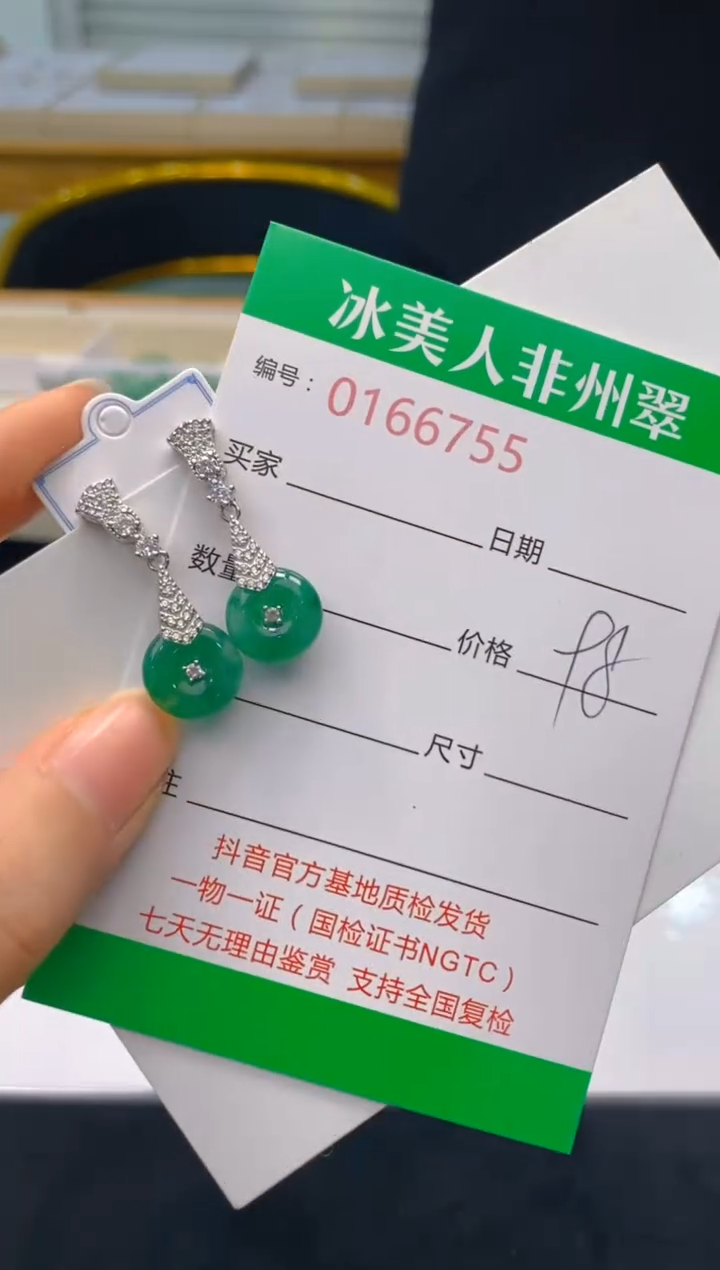 冰美人非州翠
编号：0166755
买家
日期
数量
价格 98
尺寸
注
抖音官方基地质检发货
一物一证（国检证书NGTC）
七天无理由鉴赏 支持全国复检